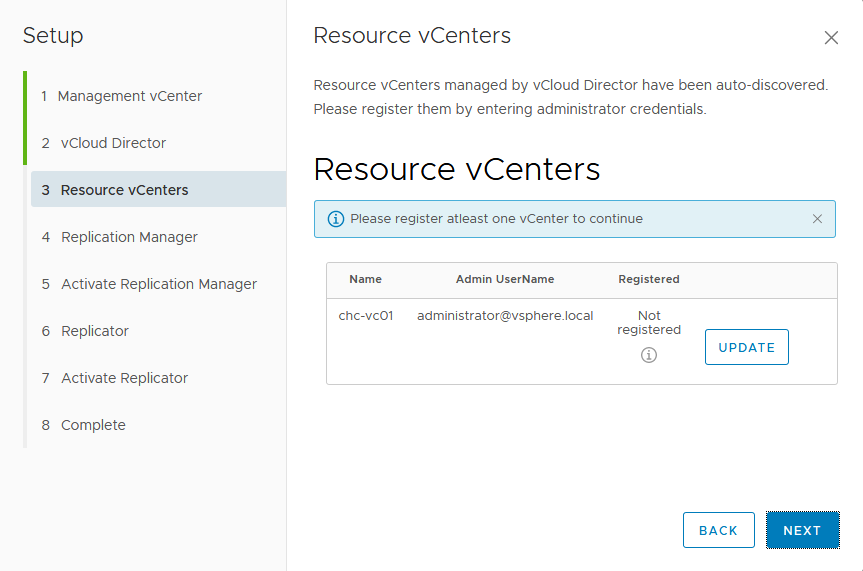 Setup
1 Management vCenter
2 vCloud Director
3 Resource vCenters
4 Replication Manager
5 Activate Replication Manager
6 Replicator
7 Activate Replicator
8 Complete
Resource vCenters
Resource vCenters managed by vCloud Director have been auto-discovered.
Please register them by entering administrator credentials.
Resource vCenters
Please register atleast one vCenter to continue
Name Admin UserName Registered
chc-vc01 administrator@vsphere.local Not
registered
UPDATE
BACK NEXT